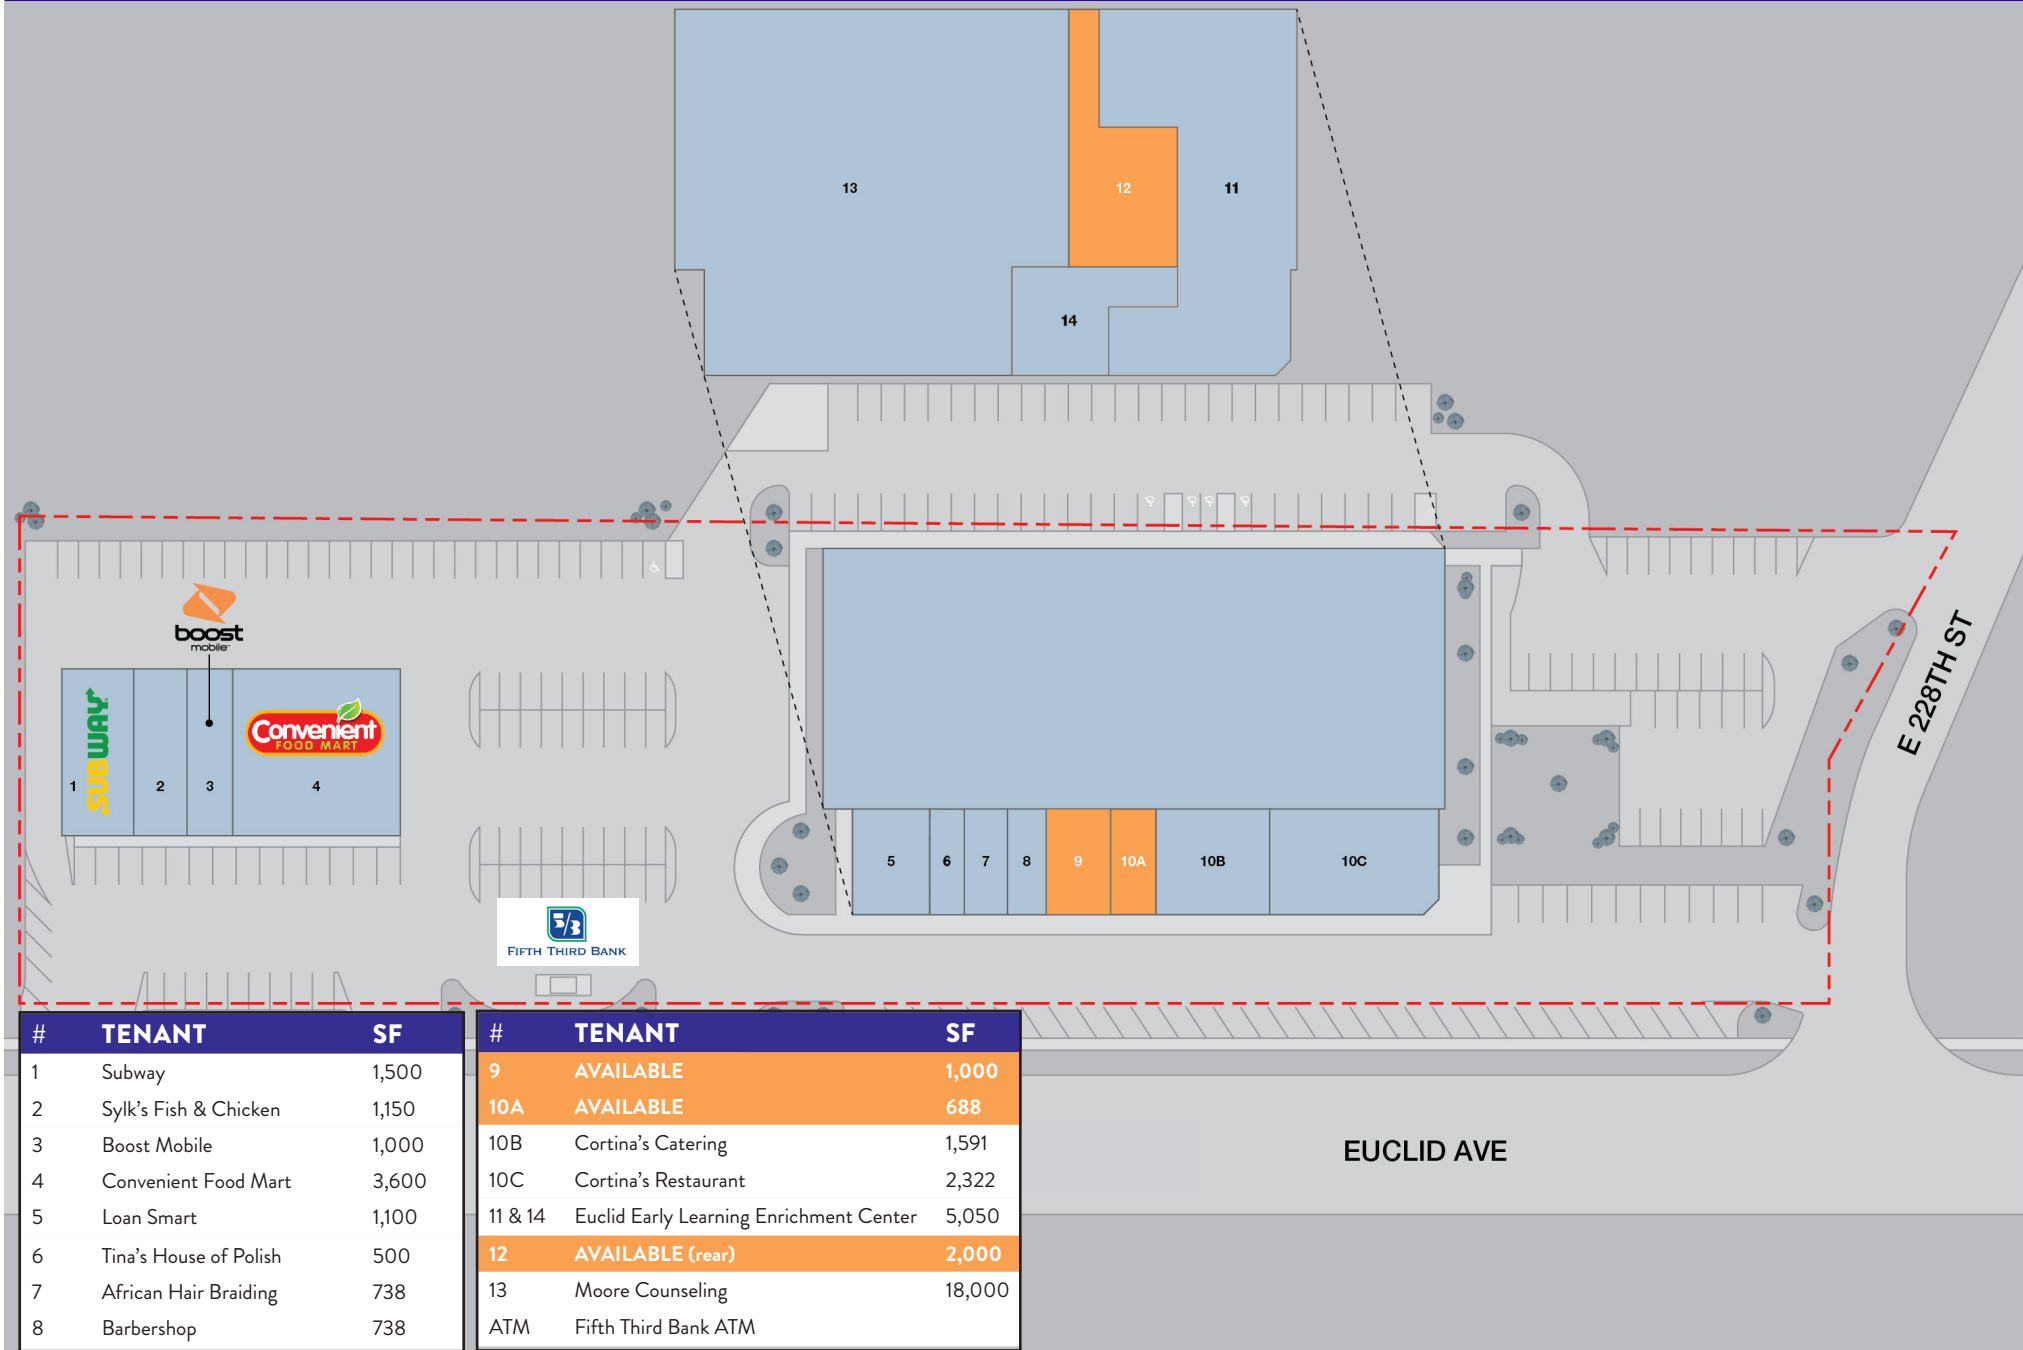 13
12
11
14
boost
mobile
SUBWAY
Convenient
FOOD MART
1
2
3
4
5
6
7
8
9
10A
10B
10C
E 228TH ST
5/3
FIFTH THIRD BANK
EUCLID AVE
# TENANT SF
1 Subway 1,500
2 Sylk's Fish & Chicken 1,150
3 Boost Mobile 1,000
4 Convenient Food Mart 3,600
5 Loan Smart 1,100
6 Tina's House of Polish 500
7 African Hair Braiding 738
8 Barbershop 738
# TENANT SF
9 AVAILABLE 1,000
10A AVAILABLE 688
10B Cortina's Catering 1,591
10C Cortina's Restaurant 2,322
11 & 14 Euclid Early Learning Enrichment Center 5,050
12 AVAILABLE (rear) 2,000
13 Moore Counseling 18,000
ATM Fifth Third Bank ATM